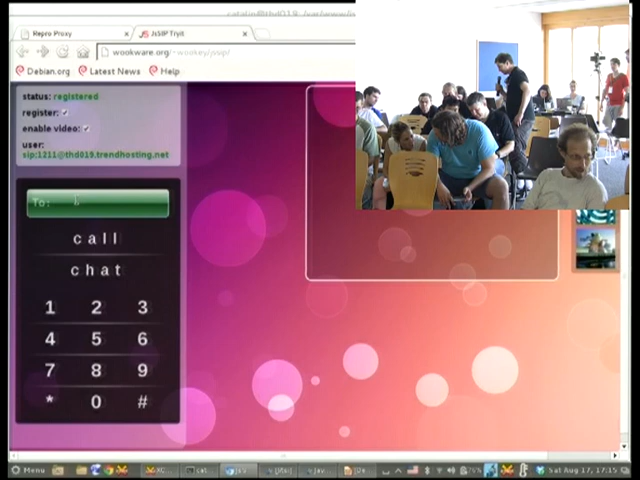 Repro Proxy
JsSIP Tryit
wookware.org/~wookey/jssip/
Debian.org
Latest News
Help
status: registered
register:
enable video:
user:
sip:1211@thd019.trendhosting.net
To:
call
chat
1 2 3
4 5 6
7 8 9
* 0 #
Menu
Sat Aug 17, 17:15